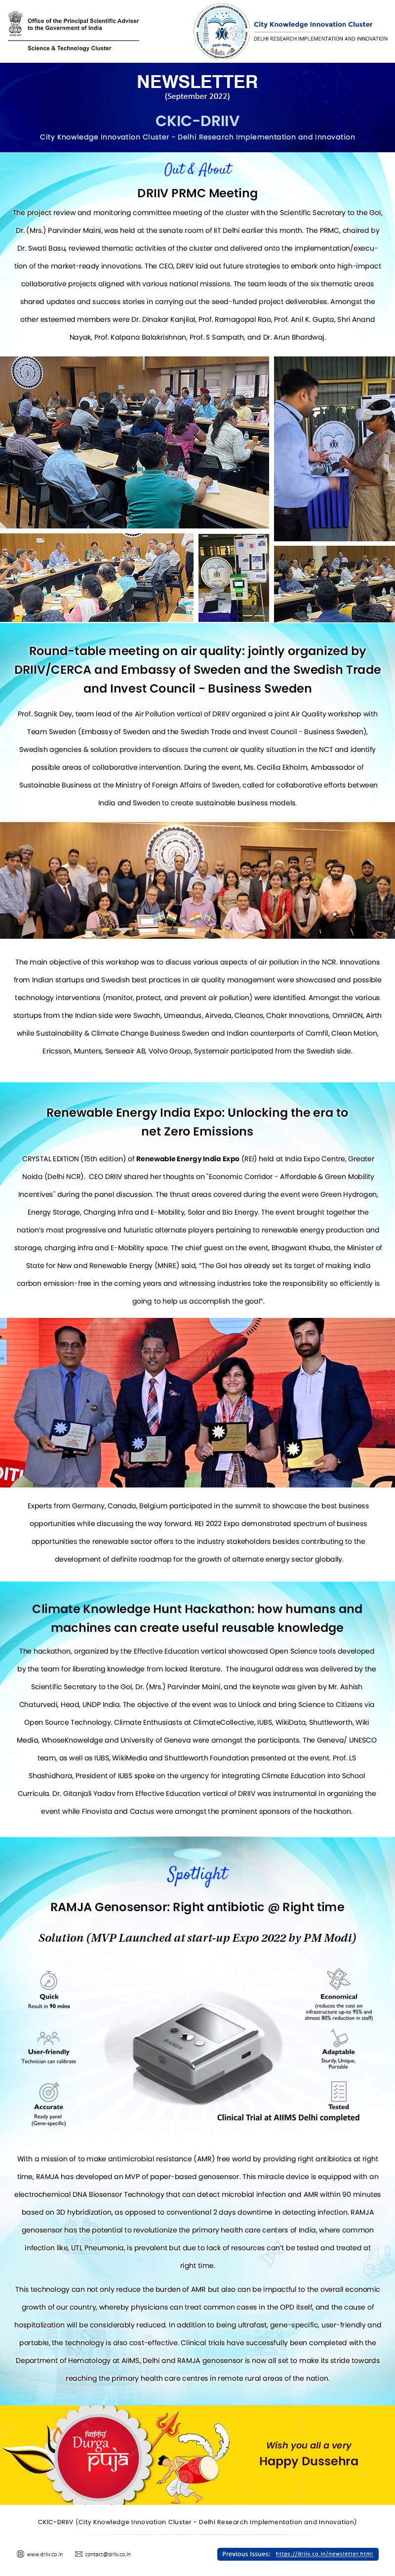 Office of the Principal Scientific Adviser
to the Government of India
Science & Technology Cluster
City Knowledge Innovation Cluster
DELHI RESEARCH IMPLEMENTATION AND INNOVATION
NEWSLETTER
(September 2022)
CKIC-DRIIV
City Knowledge Innovation Cluster - Delhi Research Implementation and Innovation
Out & About
DRIIV PRMC Meeting
The project review and monitoring committee meeting of the cluster with the Scientific Secretary to the GoI,
Dr. (Mrs.) Parvinder Maini, was held at the senate room of IIT Delhi earlier this month. The PRMC, chaired by
Dr. Swati Basu, reviewed thematic activities of the cluster and delivered onto the implementation/execu-
tion of the market-ready innovations. The CEO, DRIIV laid out future strategies to embark onto high-impact
collaborative projects aligned with various national missions. The team leads of the six thematic areas
shared updates and success stories in carrying out the seed-funded project deliverables. Amongst the
other esteemed members were Dr. Dinakar Kanjilal, Prof. Ramagopal Rao, Prof. Anil K. Gupta, Shri Anand
Nayak, Prof. Kalpana Balakrishnan, Prof. S Sampath, and Dr. Arun Bhardwaj.
Round-table meeting on air quality: jointly organized by
DRIIV/CERCA and Embassy of Sweden and the Swedish Trade
and Invest Council - Business Sweden
Prof. Sagnik Dey, team lead of the Air Pollution vertical of DRIIV organized a joint Air Quality workshop with
Team Sweden (Embassy of Sweden and the Swedish Trade and Invest Council - Business Sweden),
Swedish agencies & solution providers to discuss the current air quality situation in the NCT and identify
possible areas of collaborative intervention. During the event, Ms. Cecilia Ekholm, Ambassador of
Sustainable Business at the Ministry of Foreign Affairs of Sweden, called for collaborative efforts between
India and Sweden to create sustainable business models.
The main objective of this workshop was to discuss various aspects of air pollution in the NCR. Innovations
from Indian startups and Swedish best practices in air quality management were showcased and possible
technology interventions (monitor, protect, and prevent air pollution) were identified. Amongst the various
startups from the Indian side were Swachh, Umeandus, Airveda, Cleanos, Chakr Innovations, OmniION, Airth
while Sustainability & Climate Change Business Sweden and Indian counterparts of Camfil, Clean Motion,
Ericsson, Munters, Senseair AB, Volvo Group, Systemair participated from the Swedish side.
Renewable Energy India Expo: Unlocking the era to
net Zero Emissions
CRYSTAL EDITION (15th edition) of Renewable Energy India Expo (REI) held at India Expo Centre, Greater
Noida (Delhi NCR). CEO DRIIV shared her thoughts on "Economic Corridor - Affordable & Green Mobility
Incentives" during the panel discussion. The thrust areas covered during the event were Green Hydrogen,
Energy Storage, Charging Infra and E-Mobility, Solar and Bio Energy. The event brought together the
nation's most progressive and futuristic alternate players pertaining to renewable energy production and
storage, charging infra and E-Mobility space. The chief guest on the event, Bhagwant Khuba, the Minister of
State for New and Renewable Energy (MNRE) said, "The GoI has already set its target of making India
carbon emission-free in the coming years and witnessing industries take the responsibility so efficiently is
going to help us accomplish the goal".
Experts from Germany, Canada, Belgium participated in the summit to showcase the best business
opportunities while discussing the way forward. REI 2022 Expo demonstrated spectrum of business
opportunities the renewable sector offers to the industry stakeholders besides contributing to the
development of definite roadmap for the growth of alternate energy sector globally.
Climate Knowledge Hunt Hackathon: how humans and
machines can create useful reusable knowledge
The hackathon, organized by the Effective Education vertical showcased Open Science tools developed
by the team for liberating knowledge from locked literature. The inaugural address was delivered by the
Scientific Secretary to the GoI, Dr. (Mrs.) Parvinder Maini, and the keynote was given by Mr. Ashish
Chaturvedi, Head, UNDP India. The objective of the event was to Unlock and bring Science to Citizens via
Open Source Technology. Climate Enthusiasts at ClimateCollective, IUBS, WikiData, Shuttleworth, Wiki
Media, WhoseKnoweldge and University of Geneva were amongst the participants. The Geneva/ UNESCO
team, as well as IUBS, WikiMedia and Shuttleworth Foundation presented at the event. Prof. LS
Shashidhara, President of IUBS spoke on the urgency for integrating Climate Education into School
Curricula. Dr. Gitanjali Yadav from Effective Education vertical of DRIIV was instrumental in organizing the
event while Finovista and Cactus were amongst the prominent sponsors of the hackathon.
Spotlight
RAMJA Genosensor: Right antibiotic @ Right time
Solution (MVP Launched at start-up Expo 2022 by PM Modi)
Quick
Result in 90 mins
Economical
(reduces the cost on
infrastructure up-to 95% and
almost 80% reduction in staff)
User-friendly
Technician can calibrate
Adaptable
Sturdy, Unique,
Portable
RAMJA
Accurate
Ready panel
(Gene-specific)
Tested
Clinical Trial at AIIMS Delhi completed
With a mission of to make antimicrobial resistance (AMR) free world by providing right antibiotics at right
time, RAMJA has developed an MVP of paper-based genosensor. This miracle device is equipped with an
electrochemical DNA Biosensor Technology that can detect microbial infection and AMR within 90 minutes
based on 3D hybridization, as opposed to conventional 2 days downtime in detecting infection. RAMJA
genosensor has the potential to revolutionize the primary health care centers of India, where common
infection like, UTI, Pneumonia, is prevalent but due to lack of resources can't be tested and treated at
right time.
This technology can not only reduce the burden of AMR but also can be impactful to the overall economic
growth of our country, whereby physicians can treat common cases in the OPD itself, and the cause of
hospitalization will be considerably reduced. In addition to being ultrafast, gene-specific, user-friendly and
portable, the technology is also cost-effective. Clinical trials have successfully been completed with the
Department of Hematology at AIIMS, Delhi and RAMJA genosensor is now all set to make its stride towards
reaching the primary health care centres in remote rural areas of the nation.
happy
Durga
पूjа
Wish you all a very
Happy Dussehra
CKIC-DRIIV (City Knowledge Innovation Cluster - Delhi Research Implementation and Innovation)
www.driiv.co.in
contact@driiv.co.in
Previous Issues: https://driiv.co.in/newsletter.html